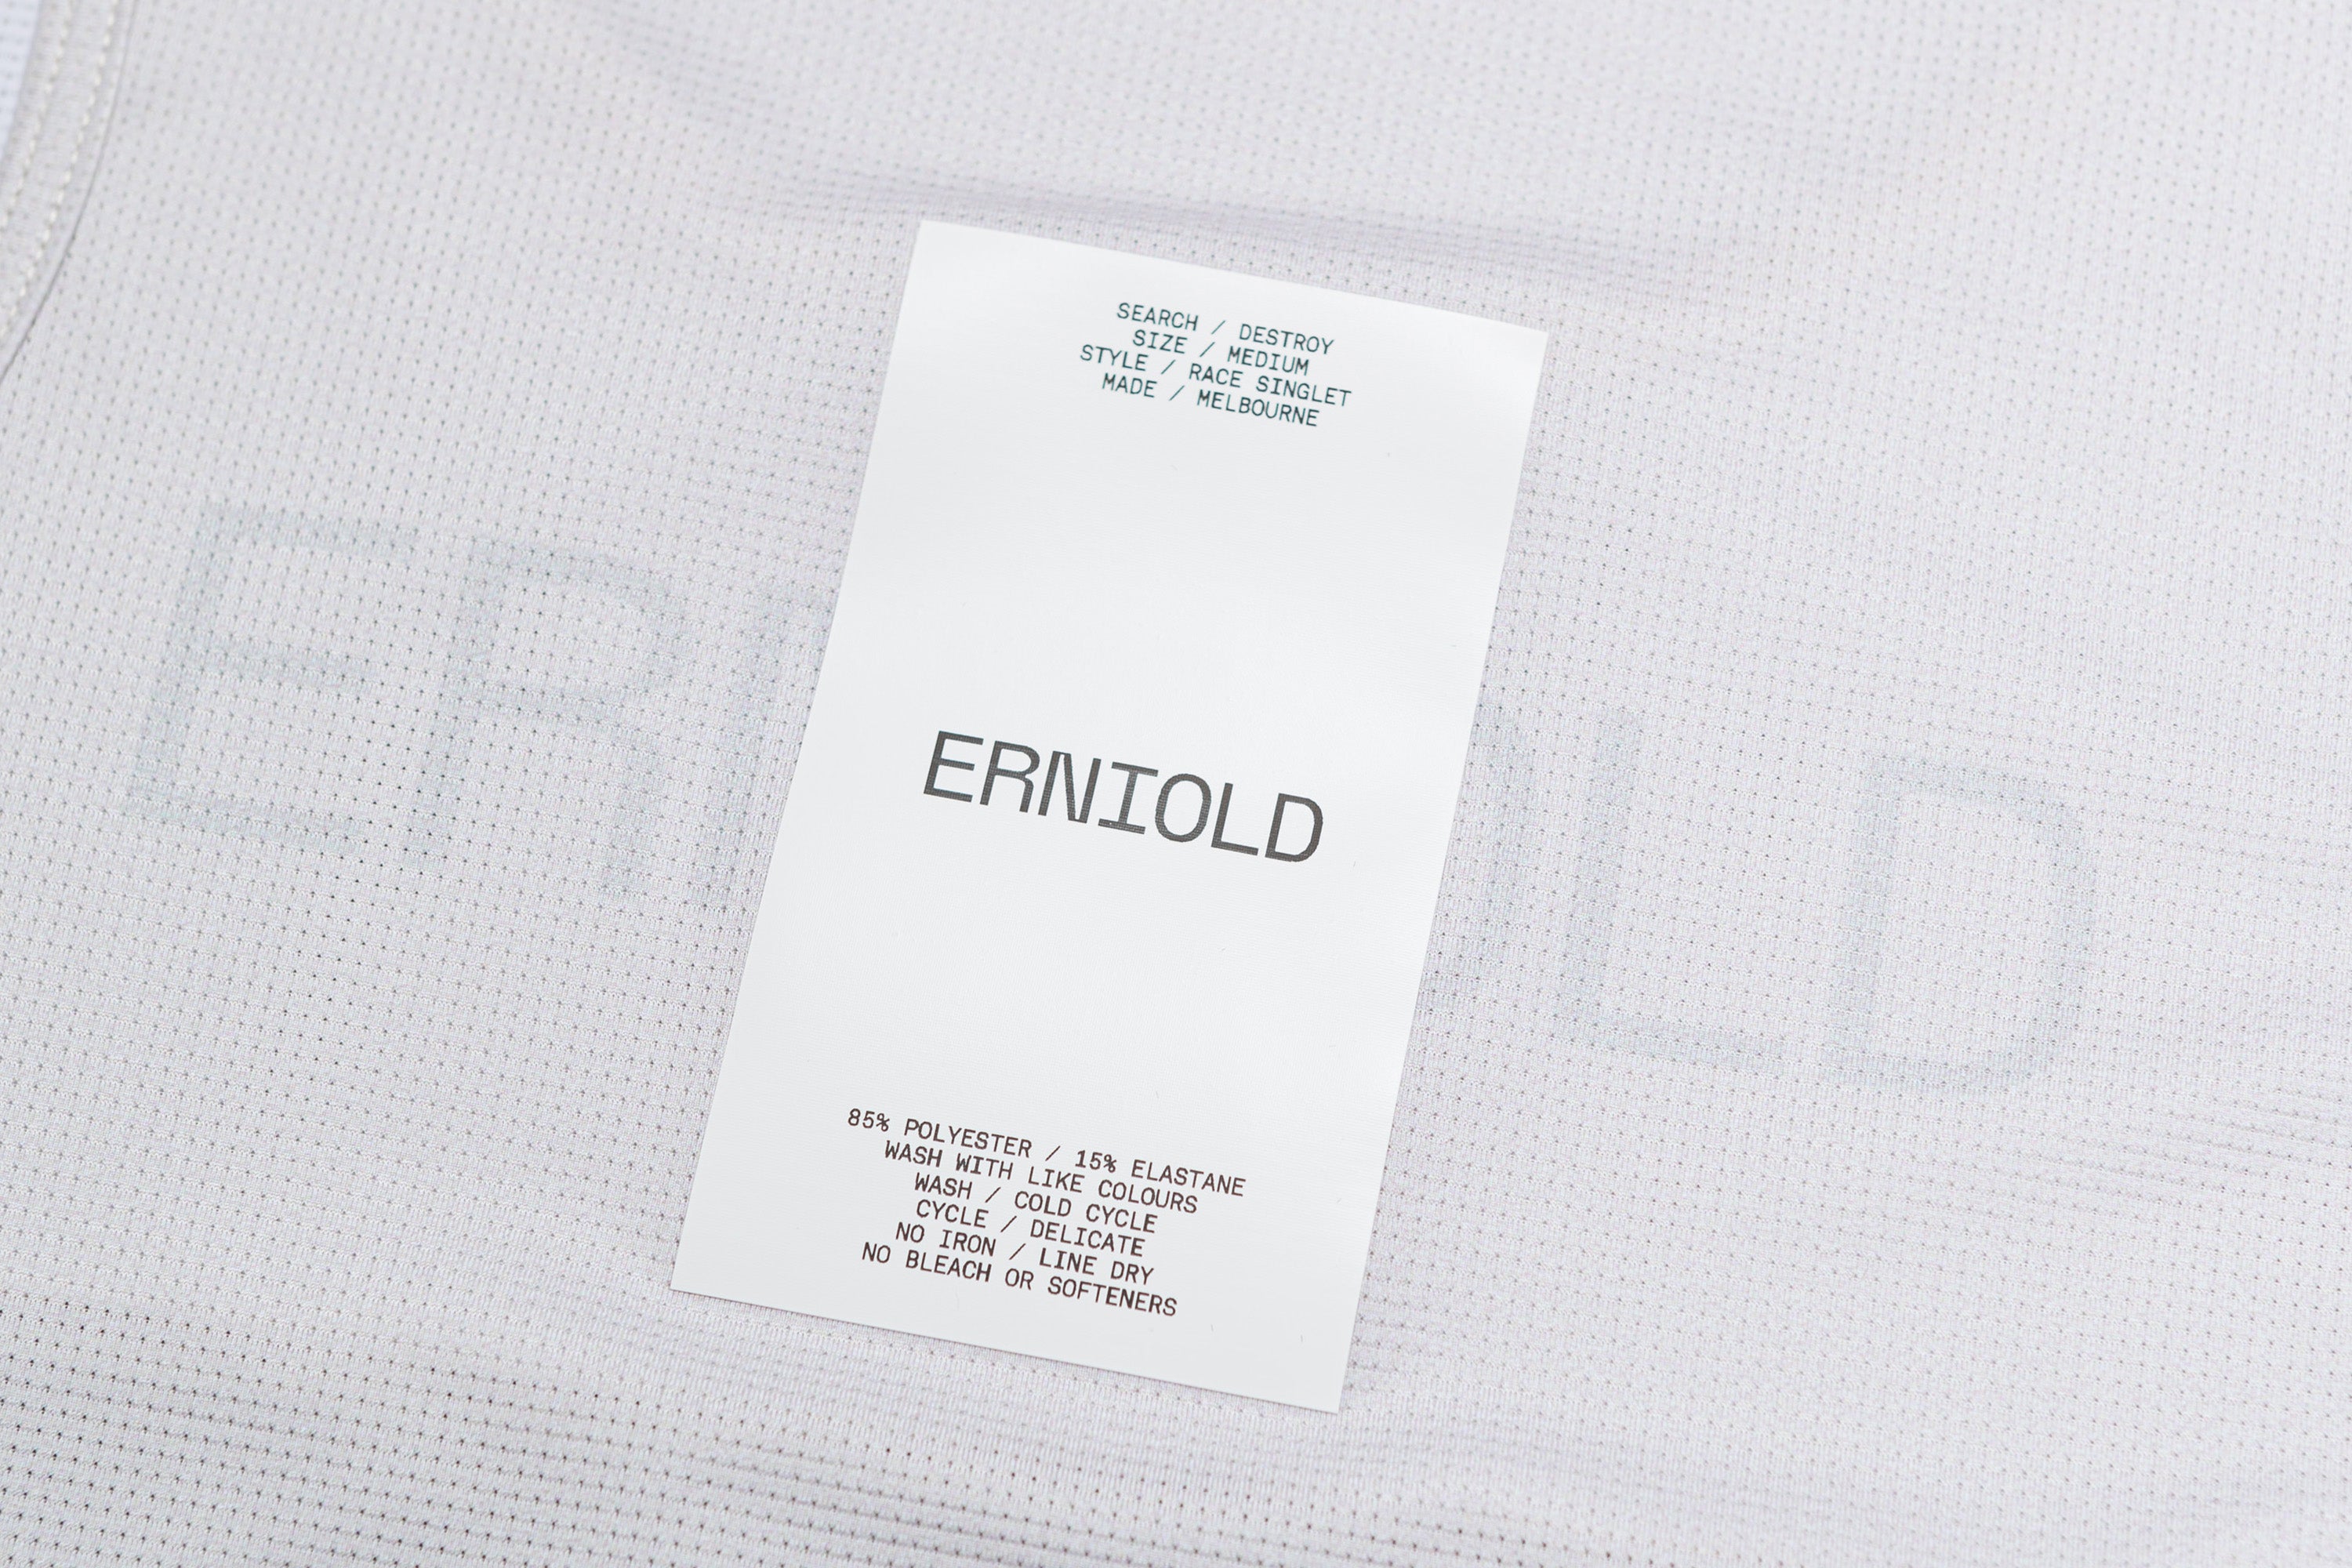 SEARCH / DESTROY
SIZE / MEDIUM
STYLE / RACE SINGLET
MADE / MELBOURNE
ERNIOLD
85% POLYESTER / 15% ELASTANE
WASH WITH LIKE COLOURS
WASH / COLD CYCLE
CYCLE / DELICATE
NO IRON / LINE DRY
NO BLEACH OR SOFTENERS